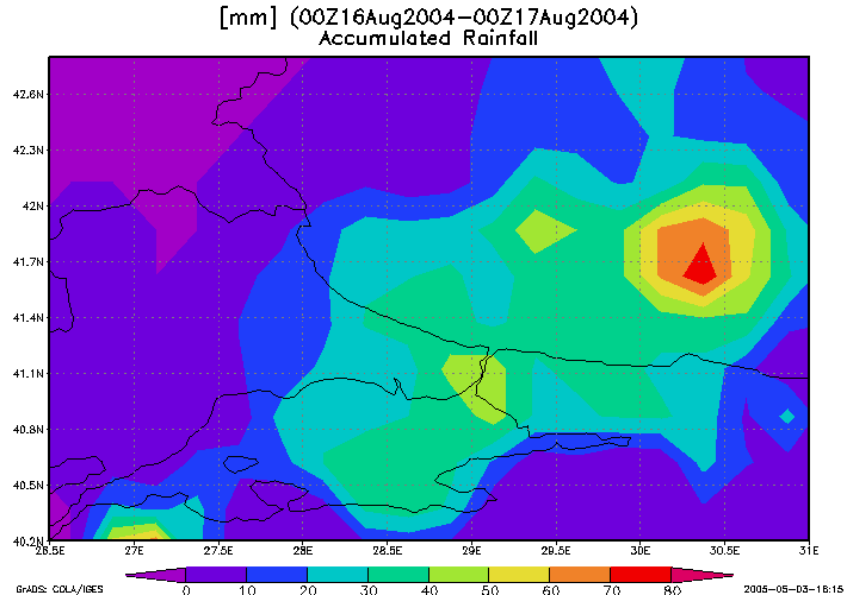 [mm] (00Z16Aug2004−00Z17Aug2004)
Accumulated Rainfall
42.6N
42.3N
42N
41.7N
41.4N
41.1N
40.8N
40.5N
40.2N
26.5E 27E 27.5E 28E 28.5E 29E 29.5E 30E 30.5E 31E
0 10 20 30 40 50 60 70 80
GrADS: COLA/IGES 2005−05−03−16:15